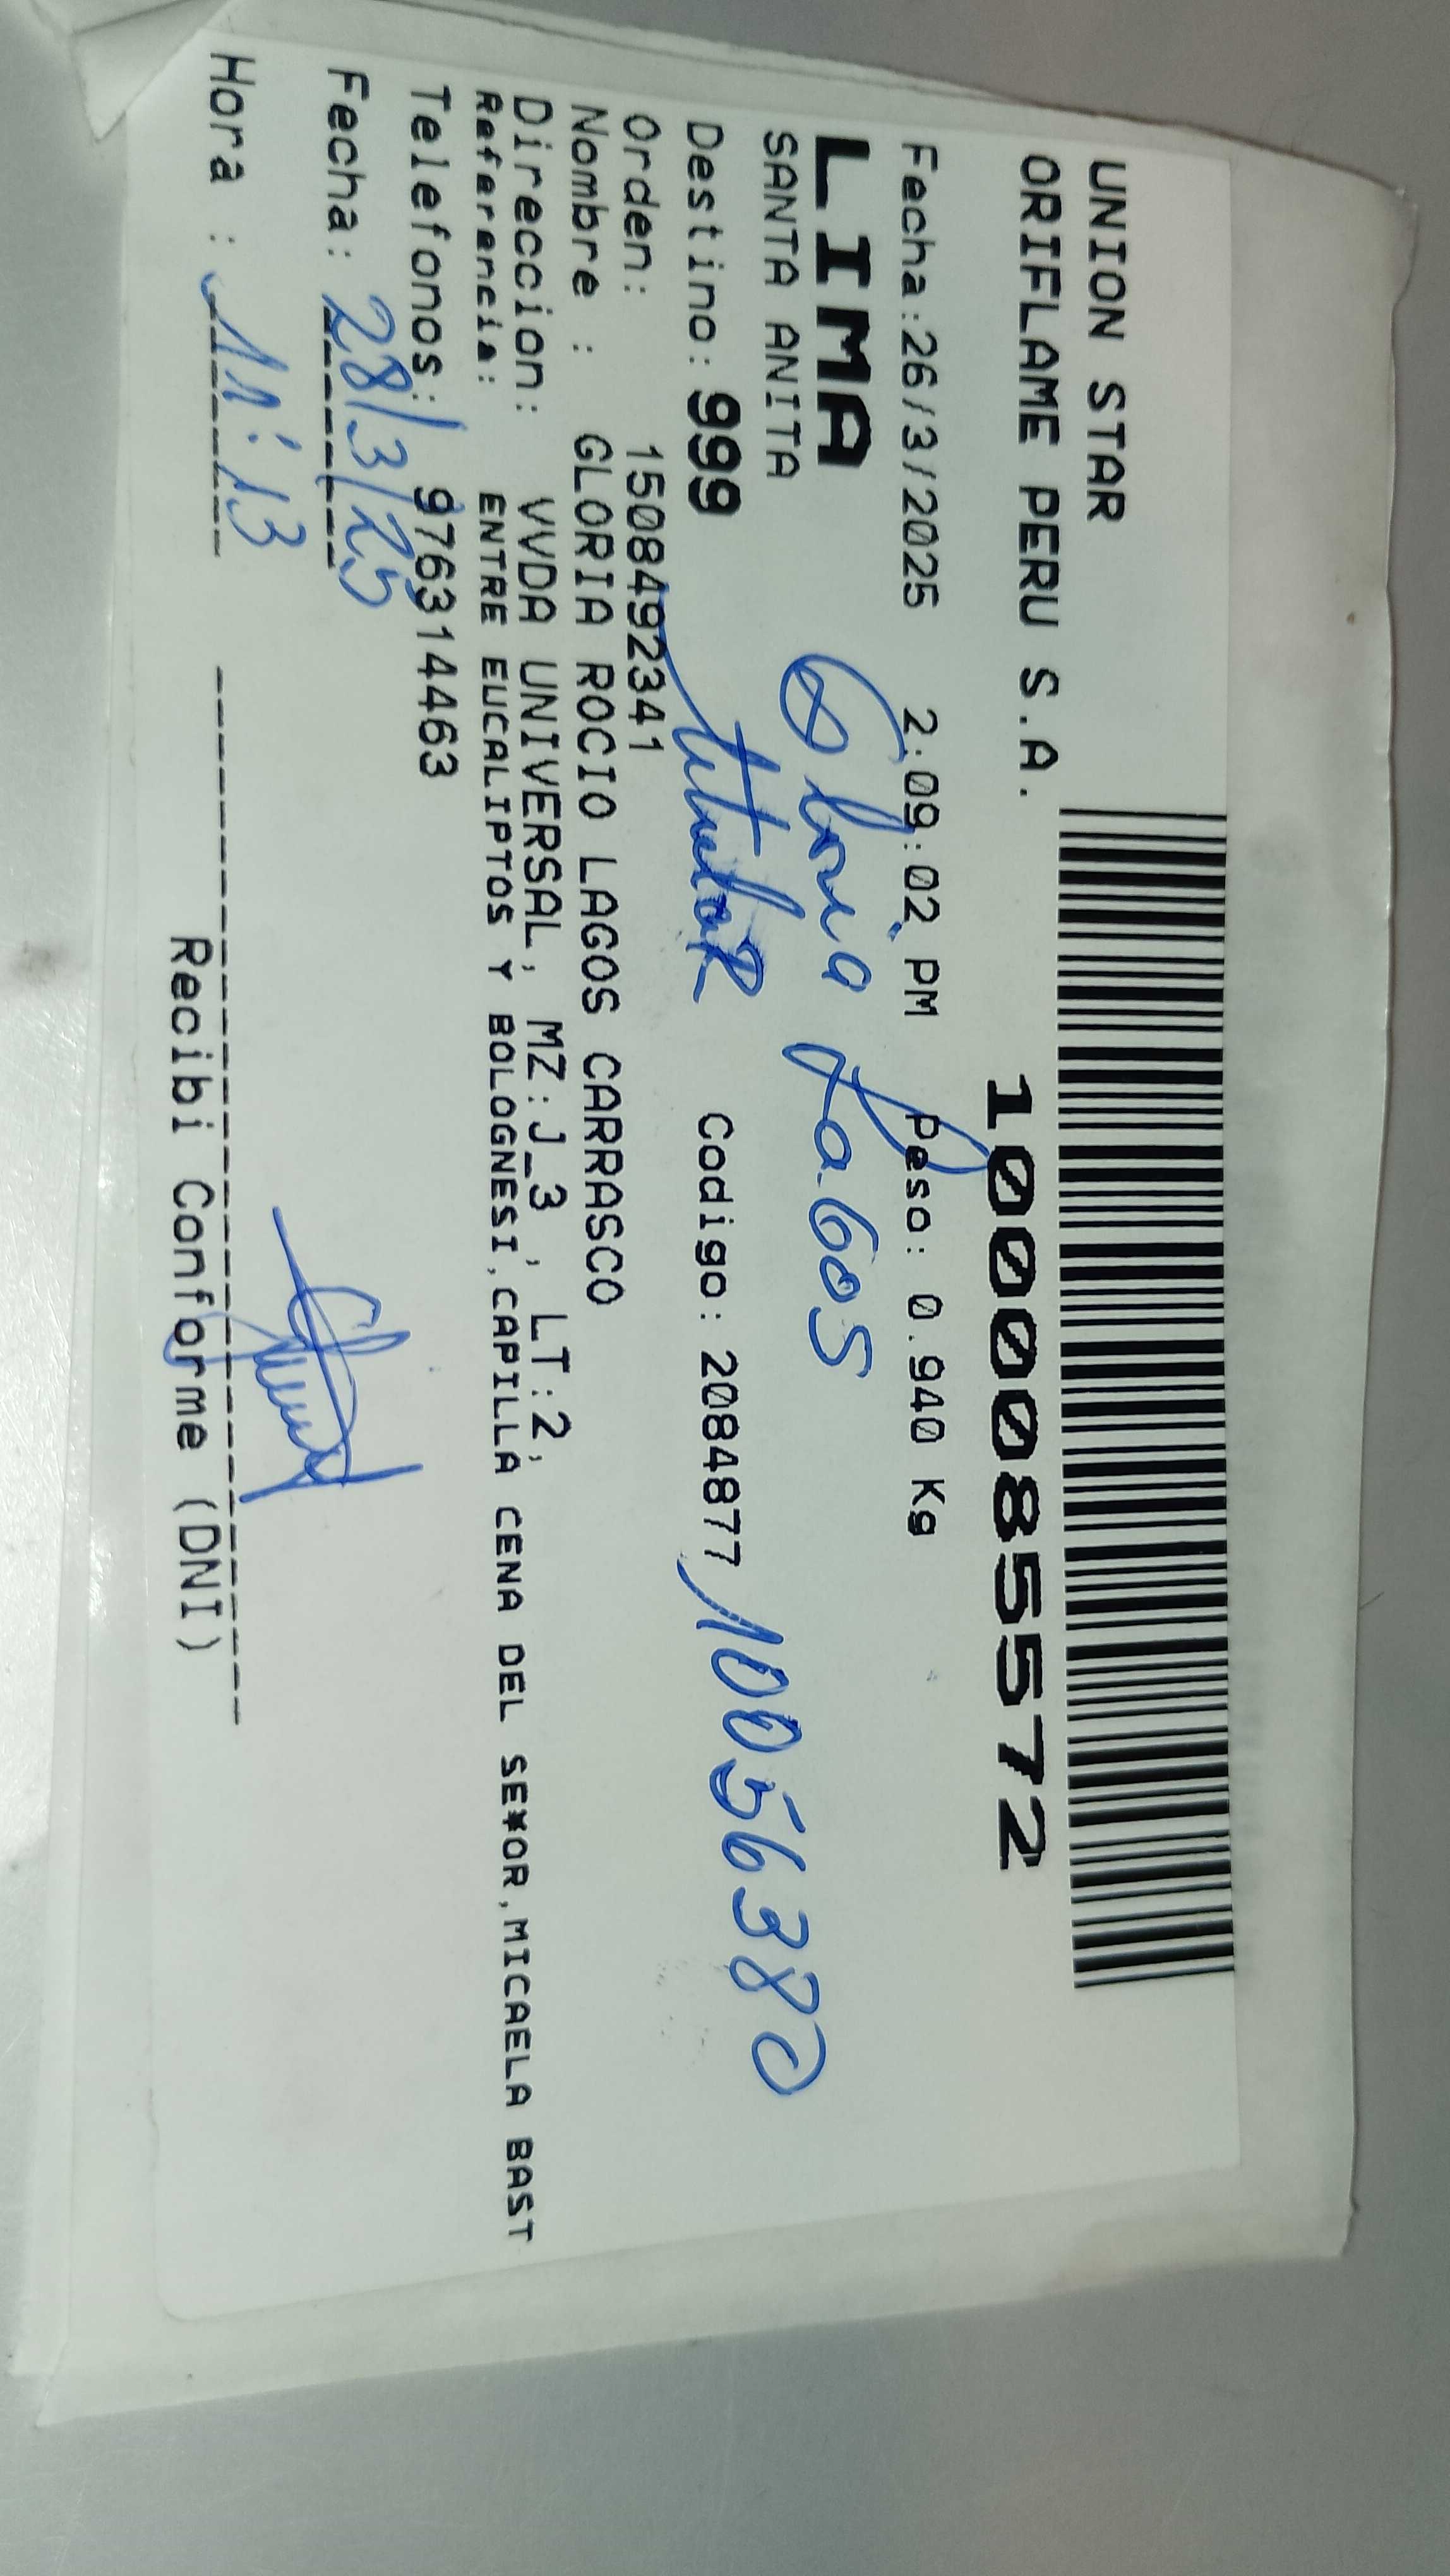 UNION STAR
ORIFLAME PERU S.A.
100085572
Fecha:26/3/2025 2:09:02 PM Peso: 0.940 Kg
LIMA
Gloria Lagos
SANTA ANITA
Destino: 999 titulaR Codigo: 2084877 / 10056380
Orden: 1508492341
Nombre : GLORIA ROCIO LAGOS CARRASCO
Direccion: VVDA UNIVERSAL, MZ:J_3 , LT:2,
Referencia: ENTRE EUCALIPTOS Y BOLOGNESI,CAPILLA CENA DEL SE¥OR,MICAELA BAST
Telefonos: 976314463
Fecha: 28/3/25
Hora : 11:13
Recibi Conforme (DNI)